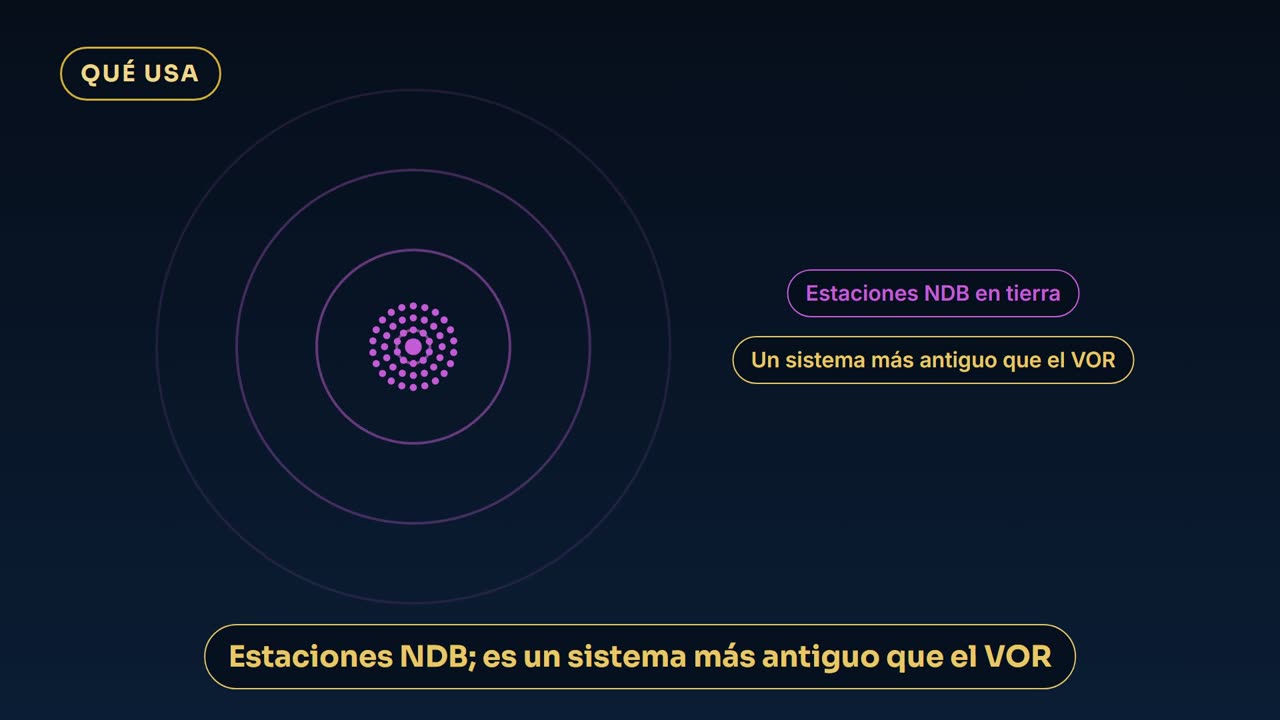 QUÉ USA
Estaciones NDB en tierra
Un sistema más antiguo que el VOR
Estaciones NDB; es un sistema más antiguo que el VOR